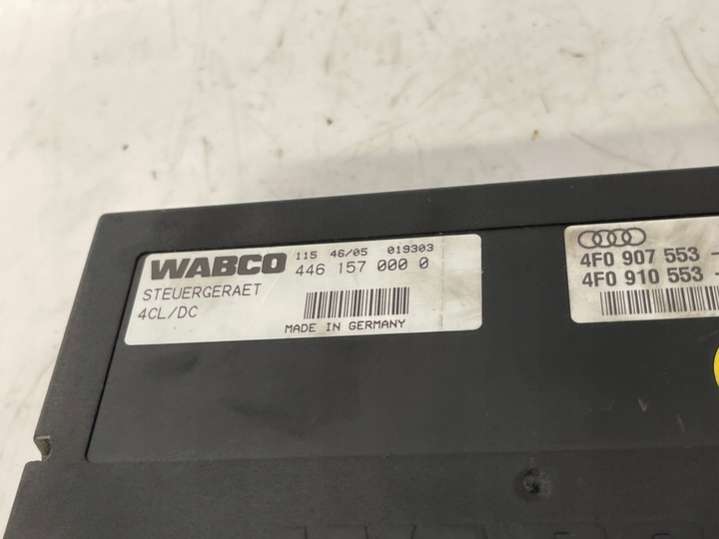 WABCO 115 46/05 019303
446 157 000 0
STEUERGERAET
4CL/DC
MADE IN GERMANY
4F0 907 553 -
4F0 910 553 -